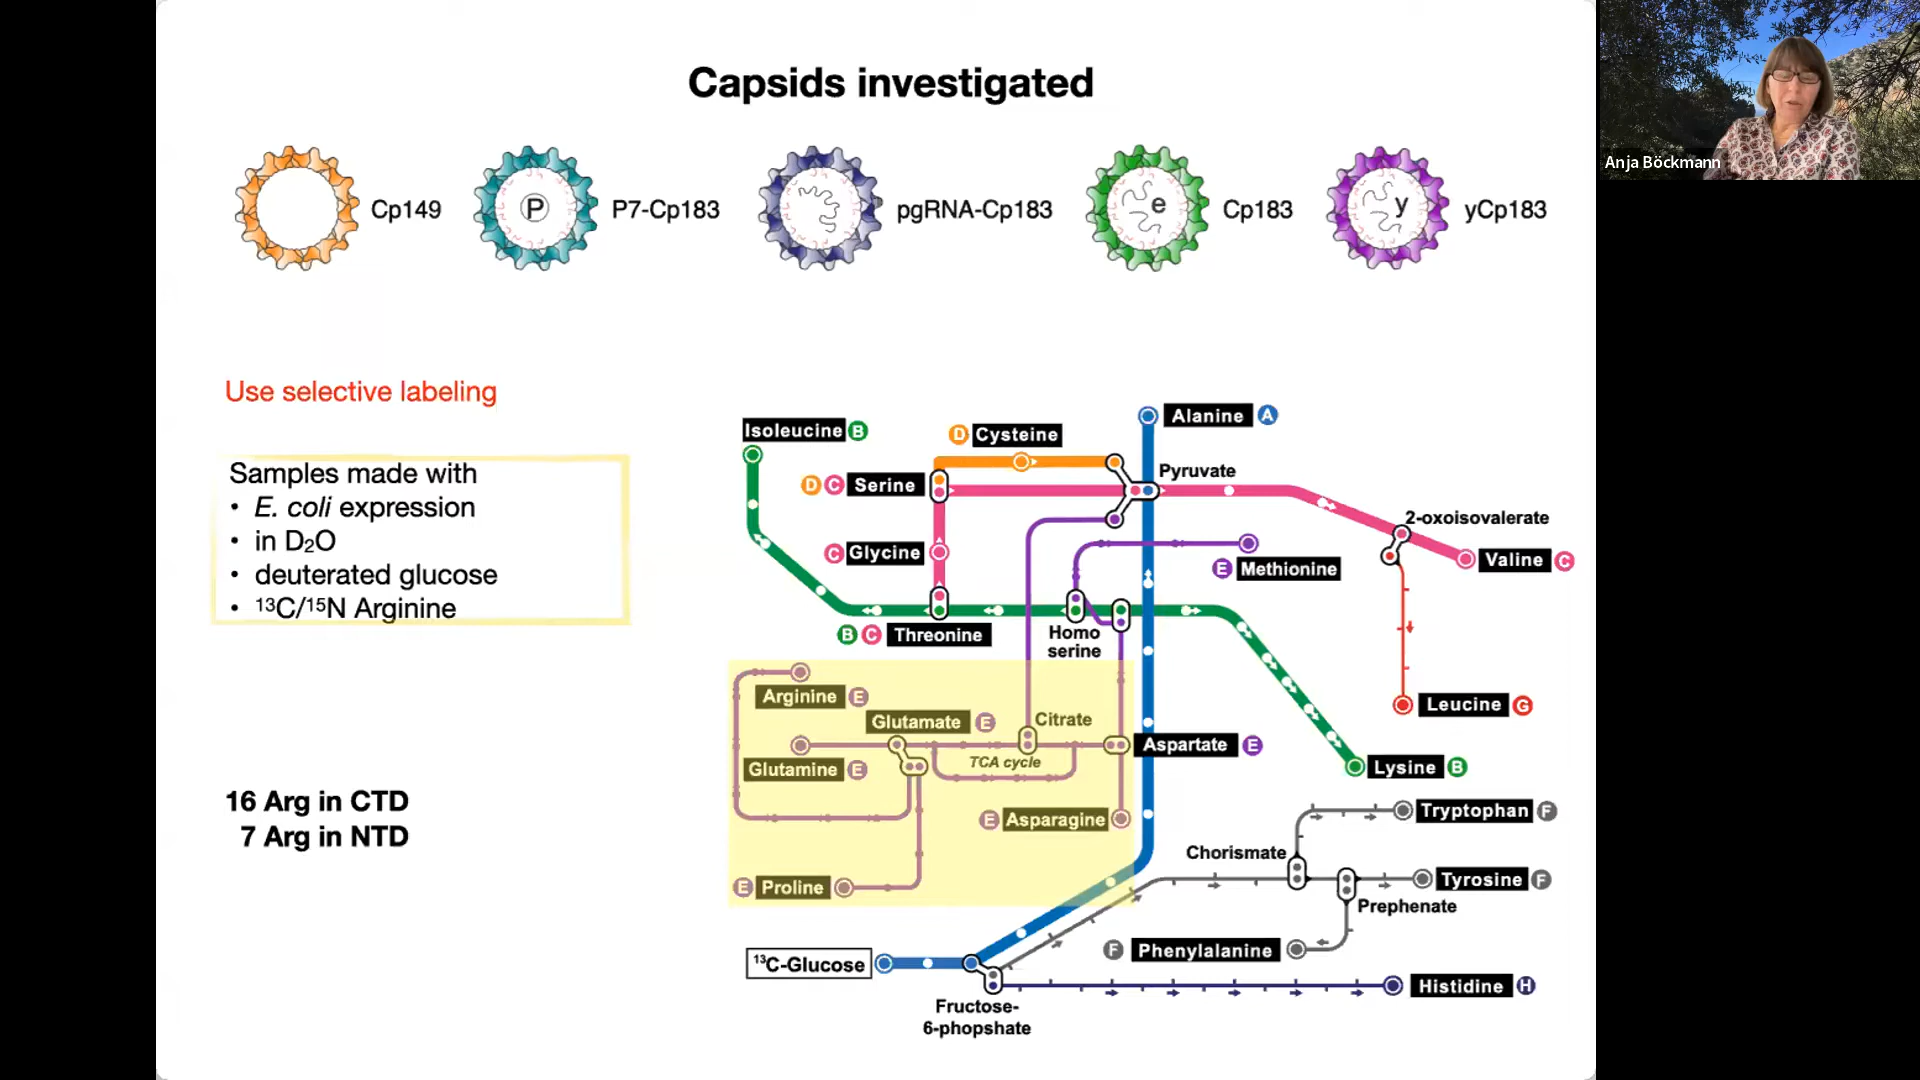 Capsids investigated
Cp149
P
P7-Cp183
pgRNA-Cp183
e
Cp183
y
yCp183
Anja Böckmann
Use selective labeling
Samples made with
• E. coli expression
• in D₂O
• deuterated glucose
• ¹³C/¹⁵N Arginine
16 Arg in CTD
7 Arg in NTD
Isoleucine B
D Cysteine
Alanine A
Pyruvate
D C Serine
2-oxoisovalerate
C Glycine
E Methionine
Valine C
B C Threonine
Homo
serine
Arginine E
Leucine G
Glutamate E
Citrate
Aspartate E
Glutamine E
TCA cycle
Lysine B
E Asparagine
Tryptophan F
Chorismate
E Proline
Tyrosine F
Prephenate
F Phenylalanine
¹³C-Glucose
Histidine H
Fructose-
6-phopshate